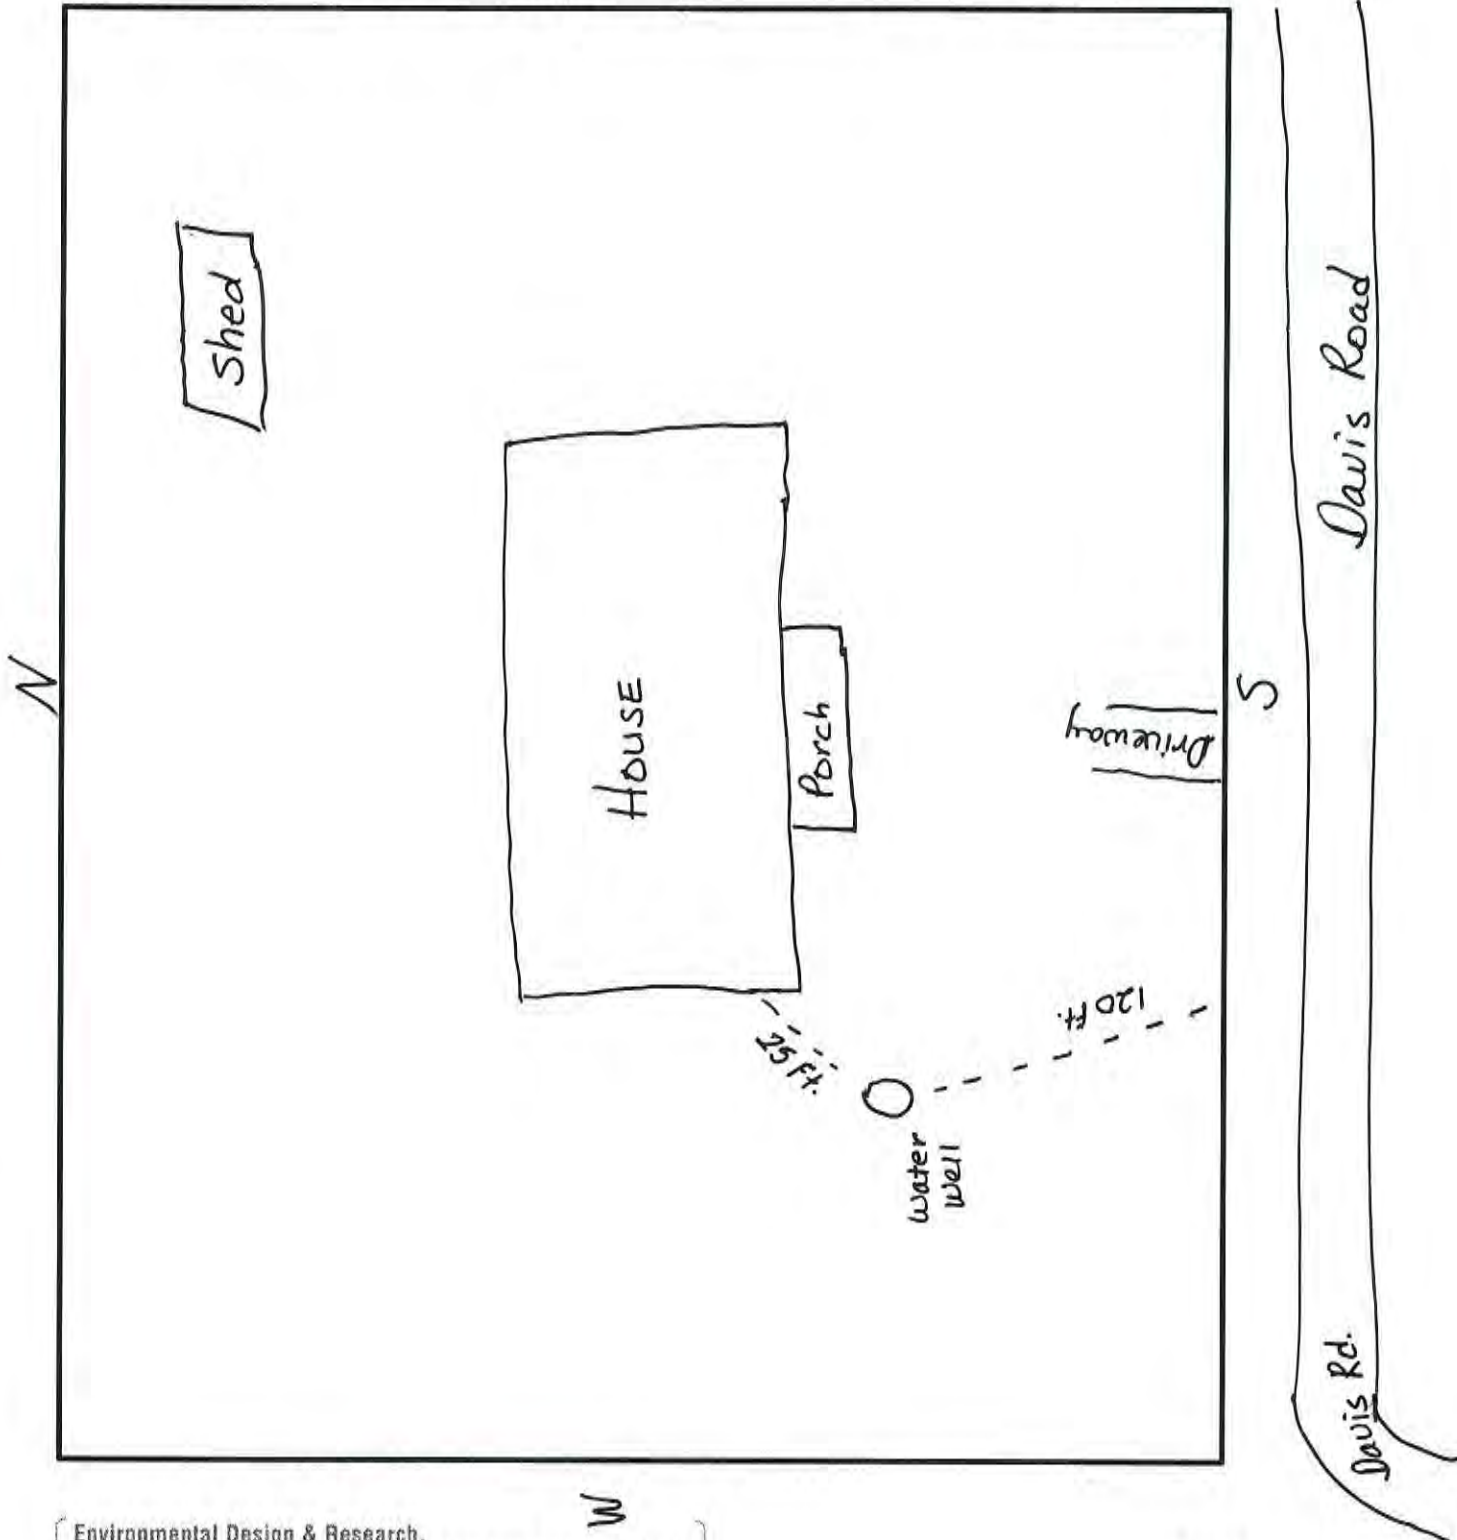 N
Shed
HOUSE
Porch
Driveway
S
Davis Road
25 Ft.
120 ft.
water
well
W
Davis Rd.
Environmental Design & Research,